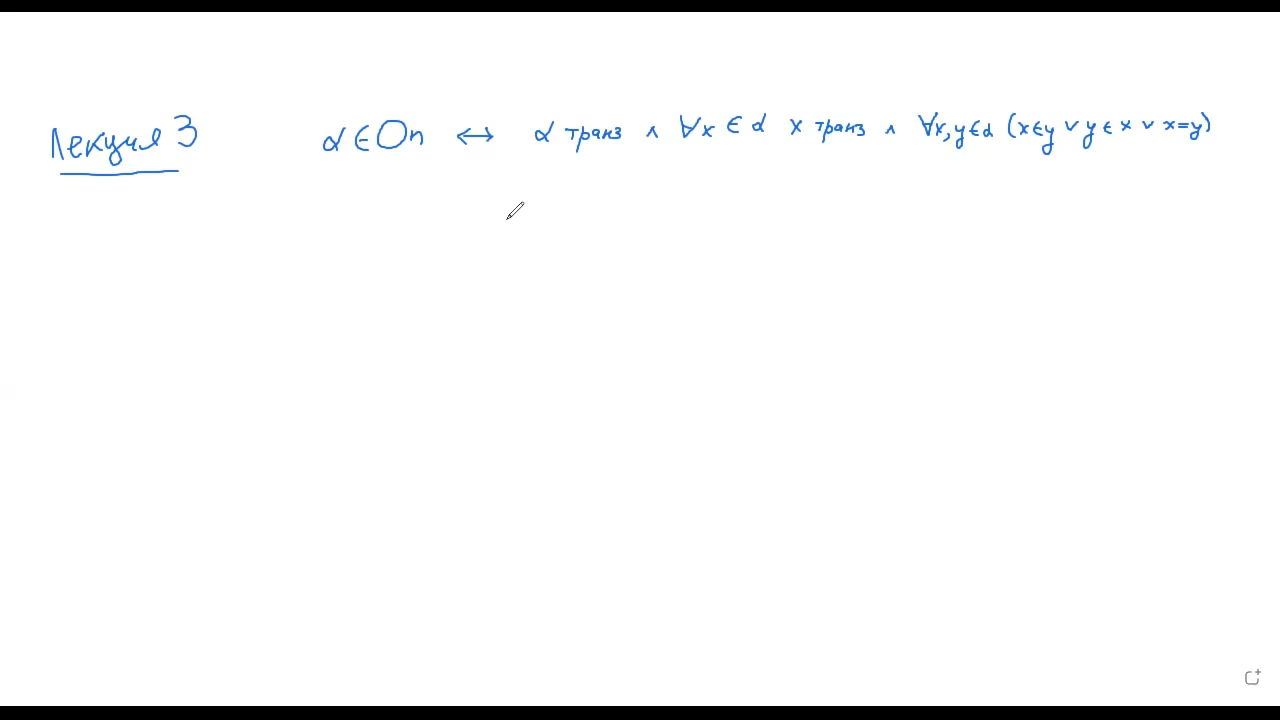 Лекция 3 α ∈ On ↔ α транз ∧ ∀x ∈ α x транз ∧ ∀x,y ∈ α (x ∈ y ∨ y ∈ x ∨ x = y)